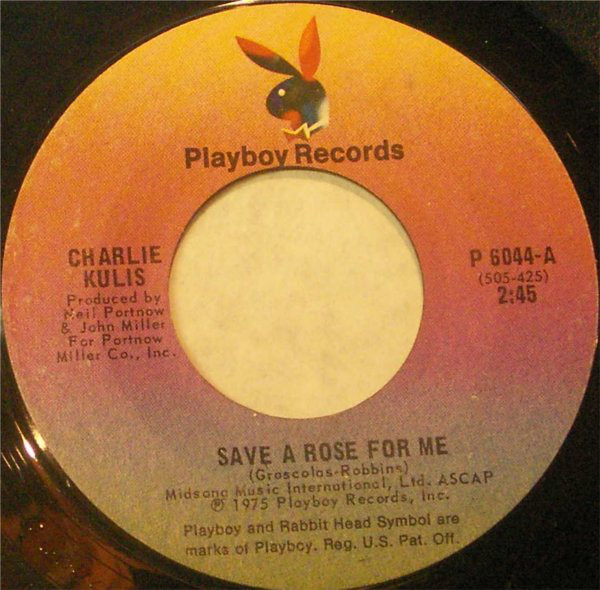 Playboy Records
CHARLIE
KULIS
Produced by
Neil Portnow
& John Miller
For Portnow
Miller Co., Inc.
P 6044-A
(505-425)
2:45
SAVE A ROSE FOR ME
(Groscolas-Robbins)
Midsong Music International, Ltd. ASCAP
℗ 1975 Playboy Records, Inc.
Playboy and Rabbit Head Symbol are
marks of Playboy. Reg. U.S. Pat. Off.